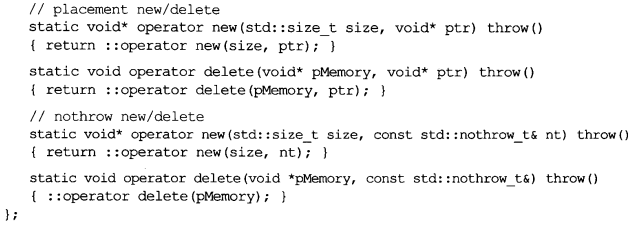 // placement new/delete
static void* operator new(std::size_t size, void* ptr) throw()
{ return ::operator new(size, ptr); }
static void operator delete(void* pMemory, void* ptr) throw()
{ return ::operator delete(pMemory, ptr); }
// nothrow new/delete
static void* operator new(std::size_t size, const std::nothrow_t& nt) throw()
{ return ::operator new(size, nt); }
static void operator delete(void *pMemory, const std::nothrow_t&) throw()
{ ::operator delete(pMemory); }
};